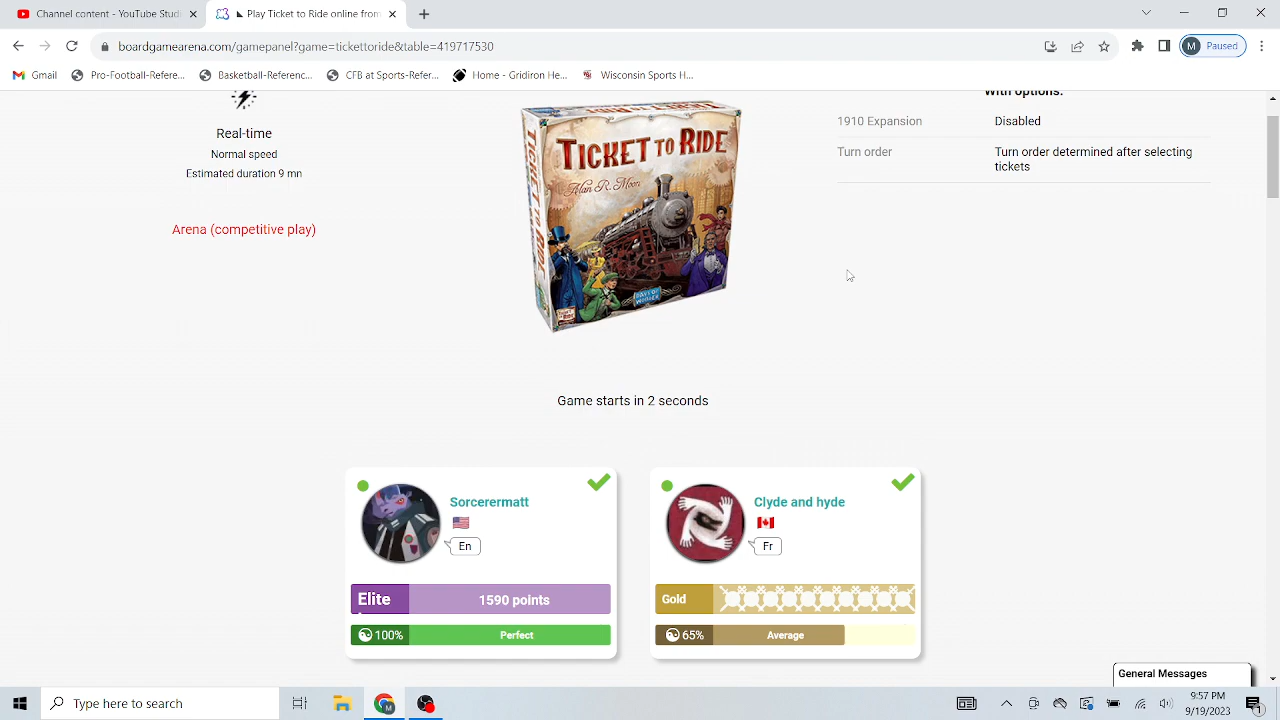 Channel content - YouTube Studi
Play Ticket to Ride online from
boardgamearena.com/gamepanel?game=tickettoride&table=419717530
M Paused
Gmail
Pro-Football-Refere...
Basketball-Referenc...
CFB at Sports-Refer...
Home - Gridiron He...
Wisconsin Sports H...
With options:
Real-time
Normal speed
Estimated duration 9 mn
Arena (competitive play)
TICKET TO RIDE
Alan R. Moon
DAYS OF WONDER
1910 Expansion Disabled
Turn order Turn order determined after selecting
tickets
Game starts in 2 seconds
Sorcerermatt
En
Elite 1590 points
100% Perfect
Clyde and hyde
Fr
Gold
65% Average
General Messages
Type here to search
9:57 PM
9/19/2023